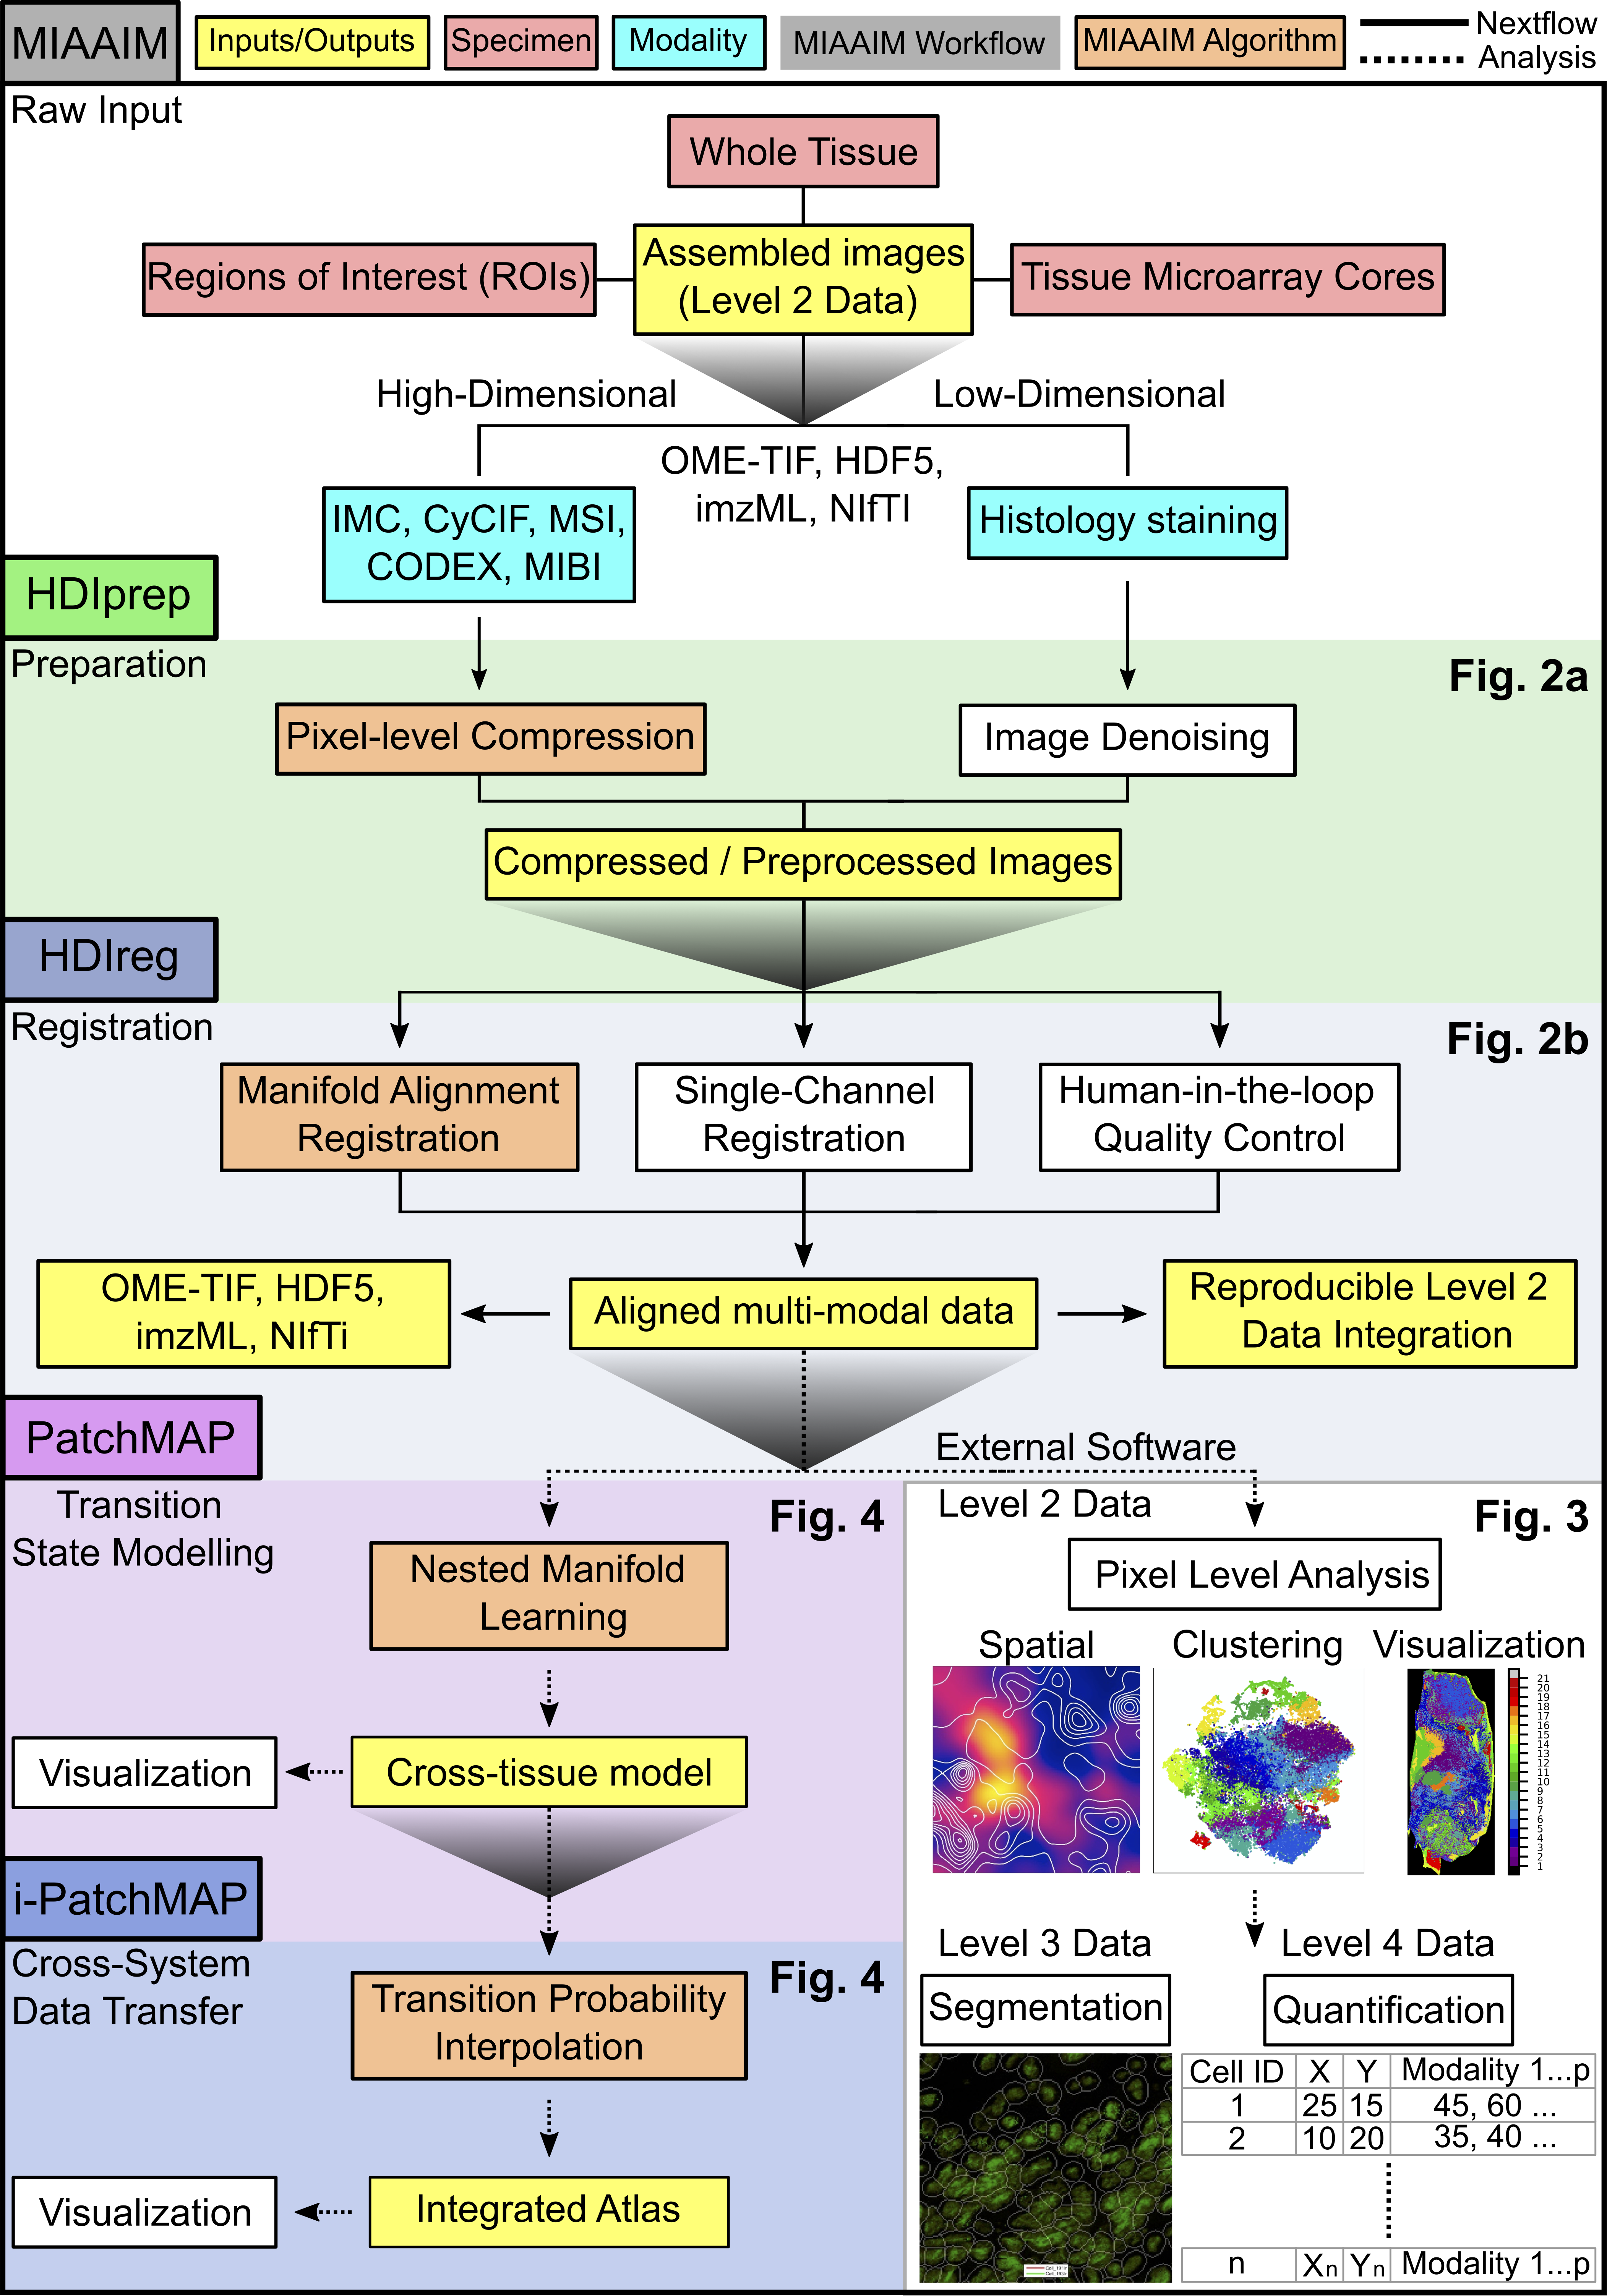 MIAAIM
Inputs/Outputs
Specimen
Modality
MIAAIM Workflow
MIAAIM Algorithm
Nextflow
Analysis
Raw Input
Whole Tissue
Regions of Interest (ROIs)
Assembled images
(Level 2 Data)
Tissue Microarray Cores
High-Dimensional
Low-Dimensional
OME-TIF, HDF5,
imzML, NIfTI
IMC, CyCIF, MSI,
CODEX, MIBI
Histology staining
HDIprep
Preparation
Fig. 2a
Pixel-level Compression
Image Denoising
Compressed / Preprocessed Images
HDIreg
Registration
Fig. 2b
Manifold Alignment
Registration
Single-Channel
Registration
Human-in-the-loop
Quality Control
OME-TIF, HDF5,
imzML, NIfTi
Aligned multi-modal data
Reproducible Level 2
Data Integration
PatchMAP
External Software
Transition
State Modelling
Fig. 4
Nested Manifold
Learning
Visualization
Cross-tissue model
i-PatchMAP
Cross-System
Data Transfer
Fig. 4
Transition Probability
Interpolation
Visualization
Integrated Atlas
Level 2 Data
Fig. 3
Pixel Level Analysis
Spatial
Clustering
Visualization
21
20
19
18
17
16
15
14
13
12
11
10
9
8
7
6
5
4
3
2
1
Level 3 Data
Level 4 Data
Segmentation
Quantification
Cell ID X Y Modality 1...p
1 25 15 45, 60 ...
2 10 20 35, 40 ...
n Xn Yn Modality 1...p